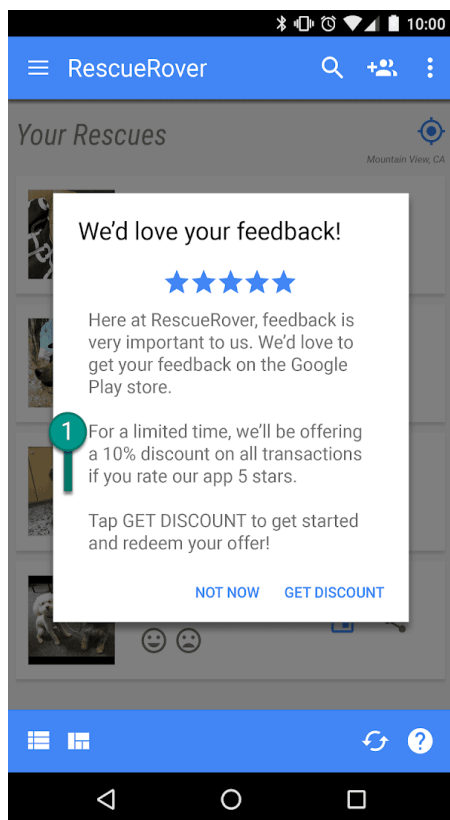 10:00
RescueRover
Your Rescues
Mountain View, CA
We'd love your feedback!
Here at RescueRover, feedback is
very important to us. We'd love to
get your feedback on the Google
Play store.
1
For a limited time, we'll be offering
a 10% discount on all transactions
if you rate our app 5 stars.
Tap GET DISCOUNT to get started
and redeem your offer!
NOT NOW GET DISCOUNT
?